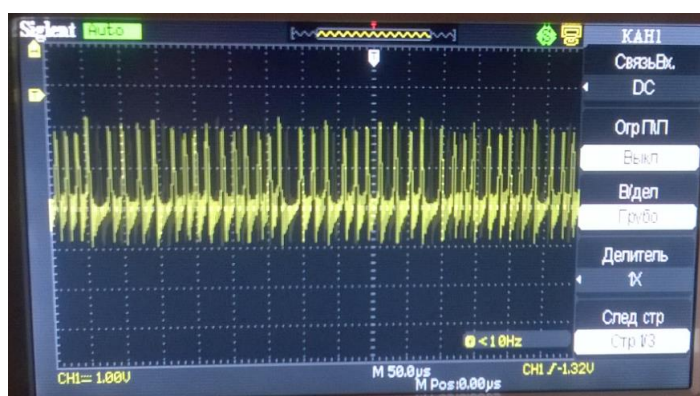 Siglent Auto
КАН1
СвязьВх.
DC
Огр П\П
Выкл
В/дел
Грубо
Делитель
1X
След стр
Стр 1/3
<10Hz
CH1 1.00V
M 50.0µs
M Pos:0.00µs
CH1 -1.32V